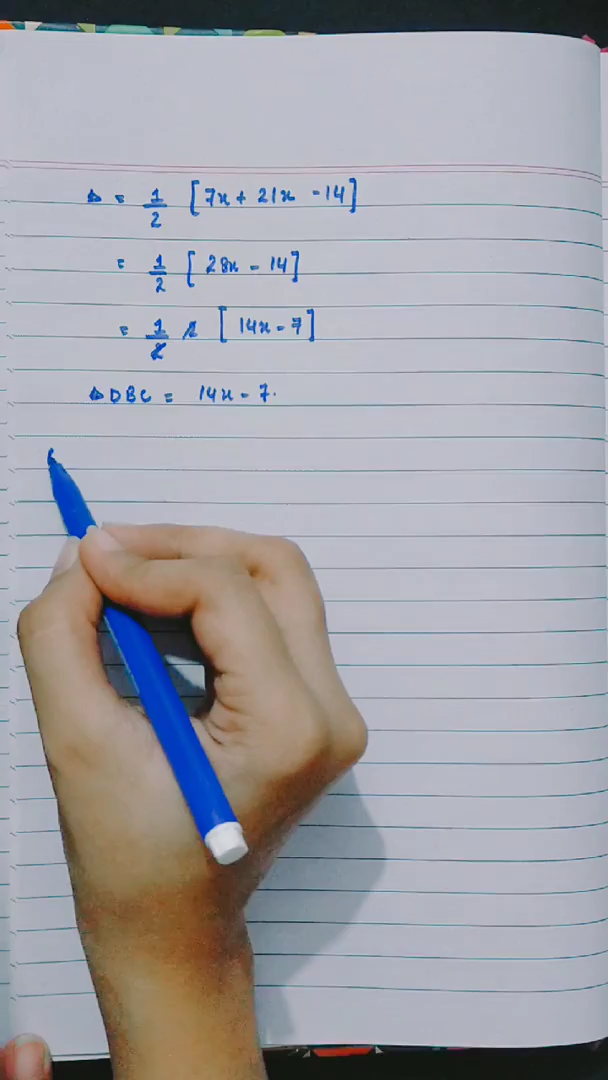 Δ = 1/2 [7x + 21x - 14]
= 1/2 [28x - 14]
= 1/2 2 [14x - 7]
ΔDBC = 14x - 7.